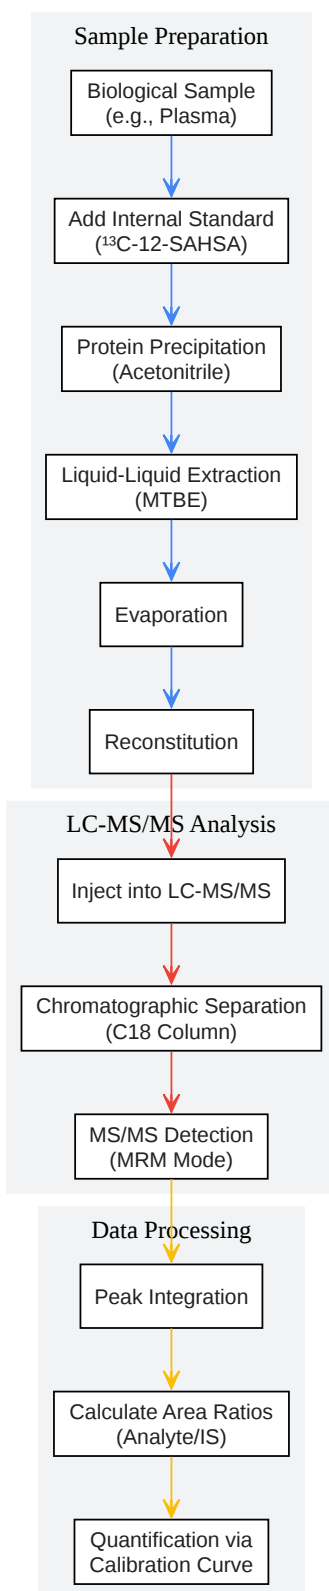 Sample Preparation
Biological Sample
(e.g., Plasma)
Add Internal Standard
(¹³C-12-SAHSA)
Protein Precipitation
(Acetonitrile)
Liquid-Liquid Extraction
(MTBE)
Evaporation
Reconstitution
LC-MS/MS Analysis
Inject into LC-MS/MS
Chromatographic Separation
(C18 Column)
MS/MS Detection
(MRM Mode)
Data Processing
Peak Integration
Calculate Area Ratios
(Analyte/IS)
Quantification via
Calibration Curve